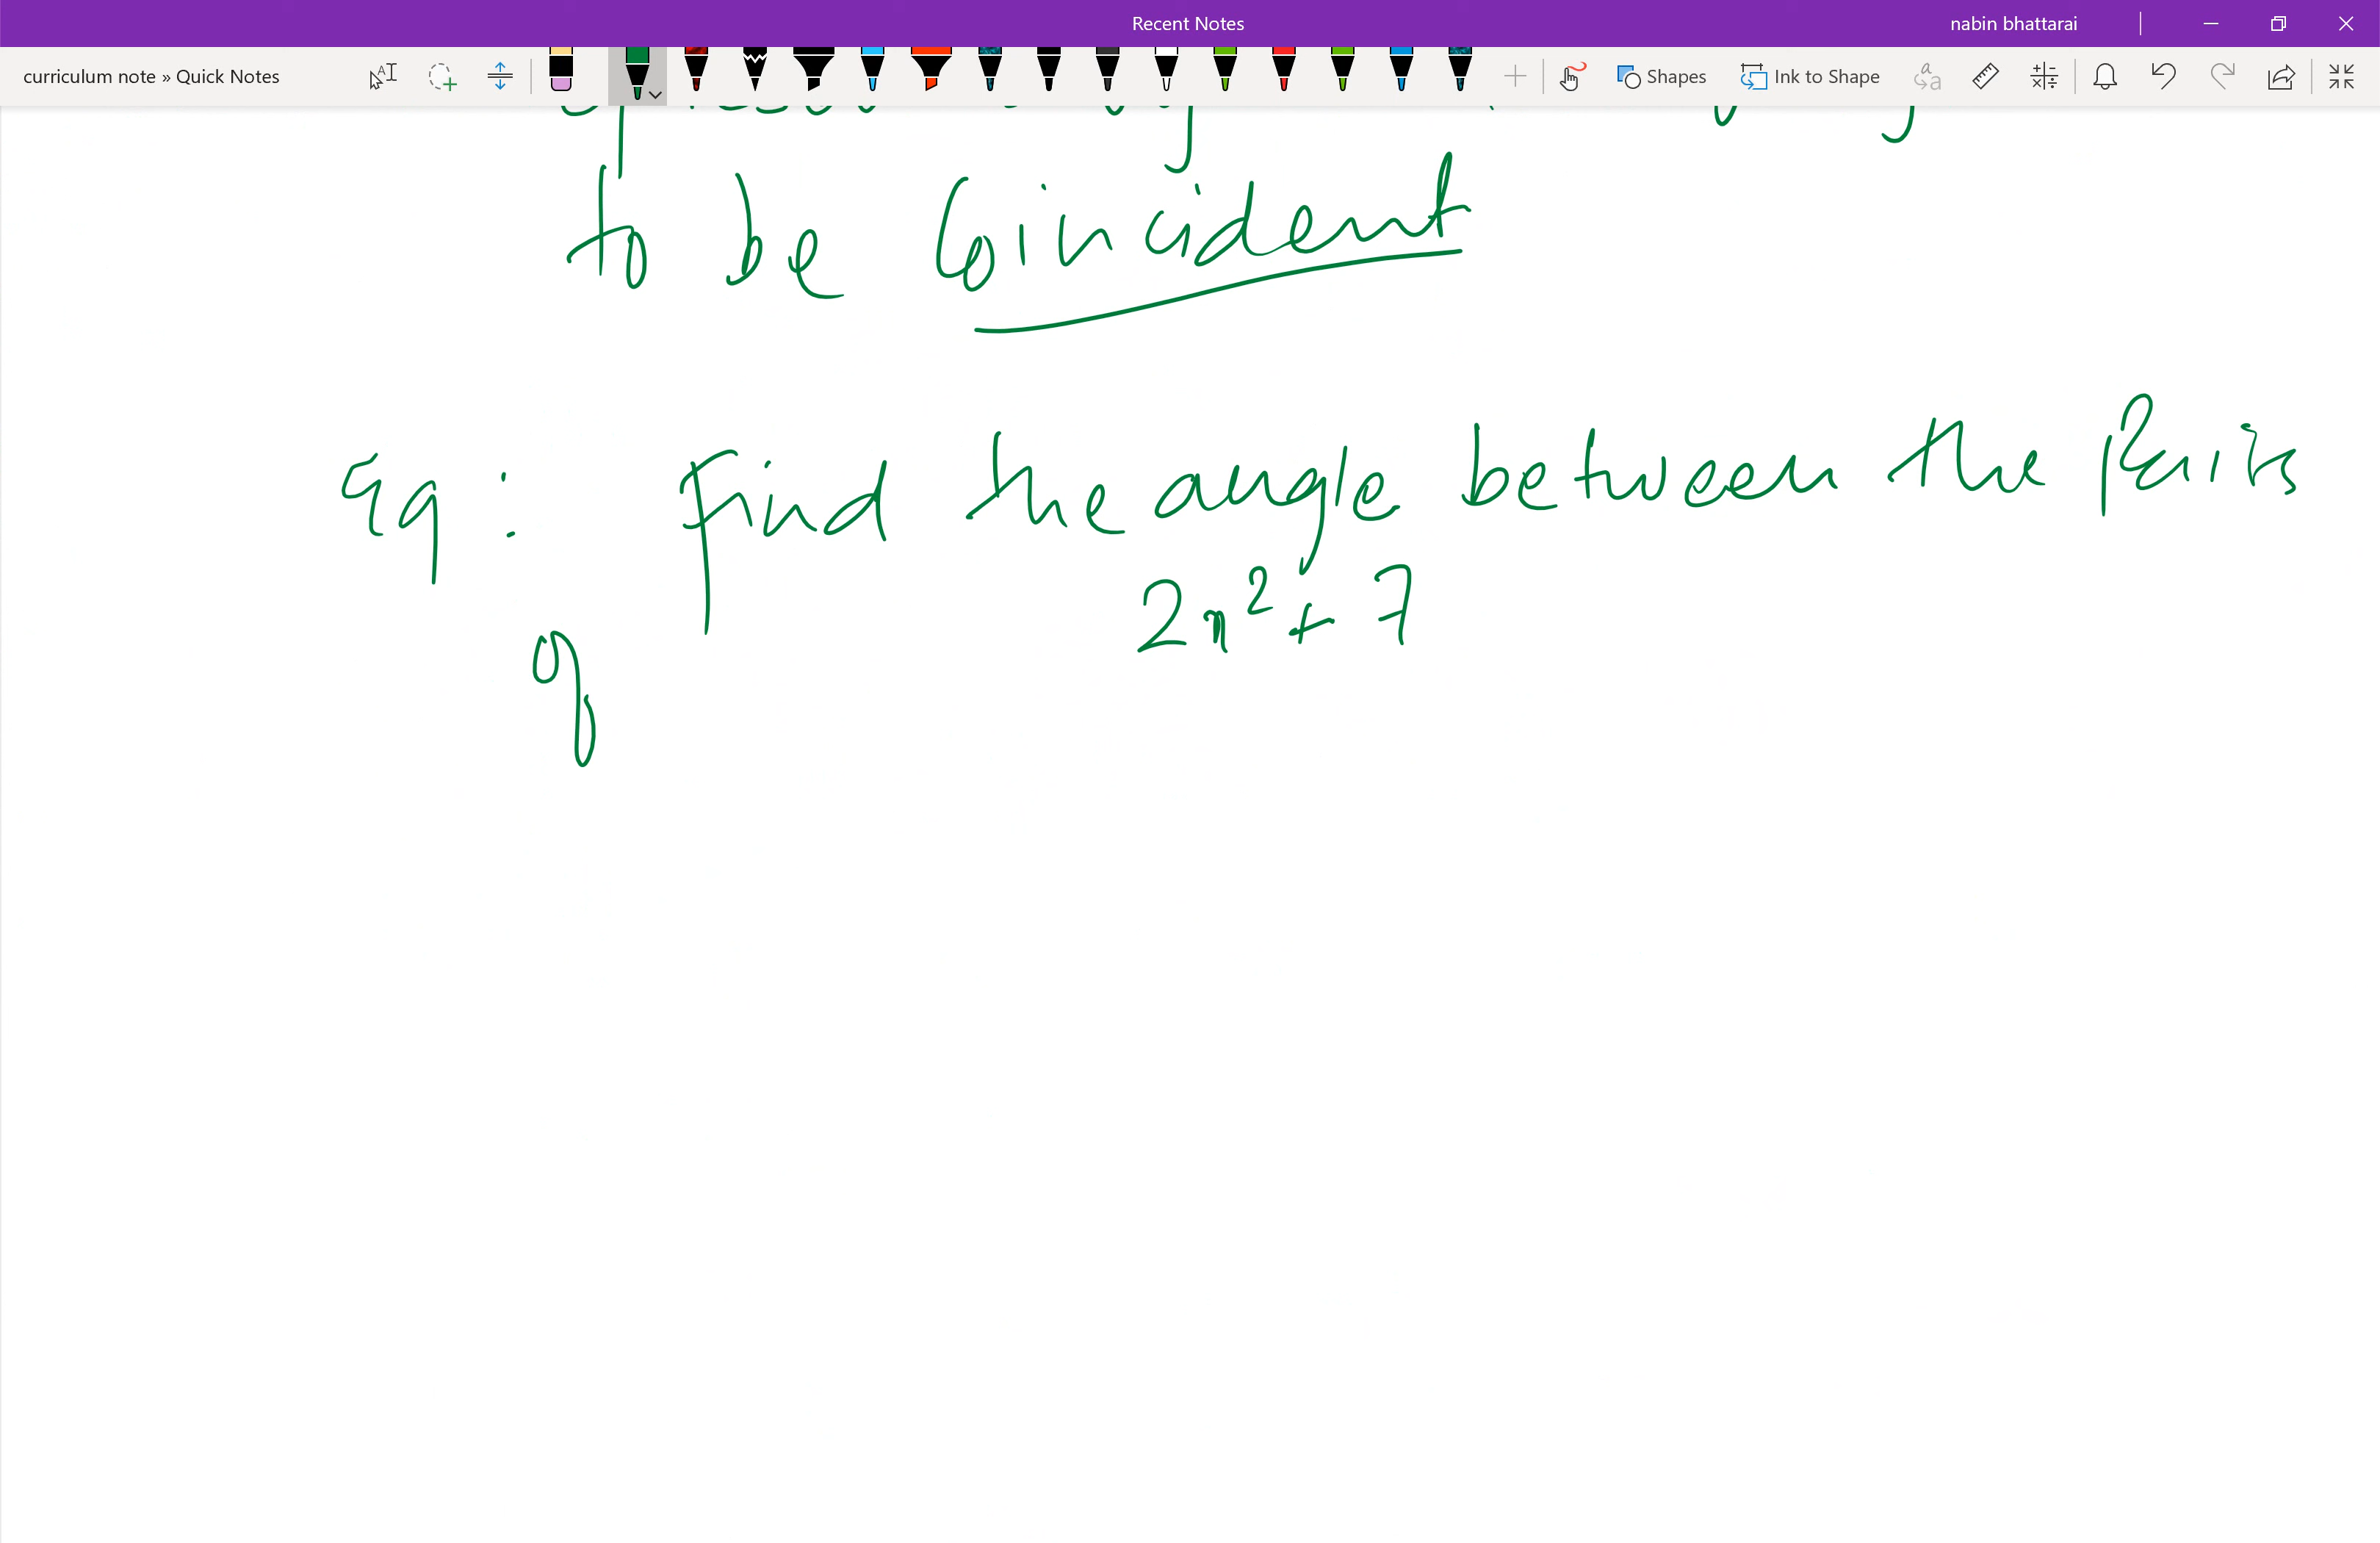 Recent Notes
nabin bhattarai
curriculum note » Quick Notes
Shapes
Ink to Shape
to be Coincident
Eg : Find the angle between the Pairs
of 2x² + 7